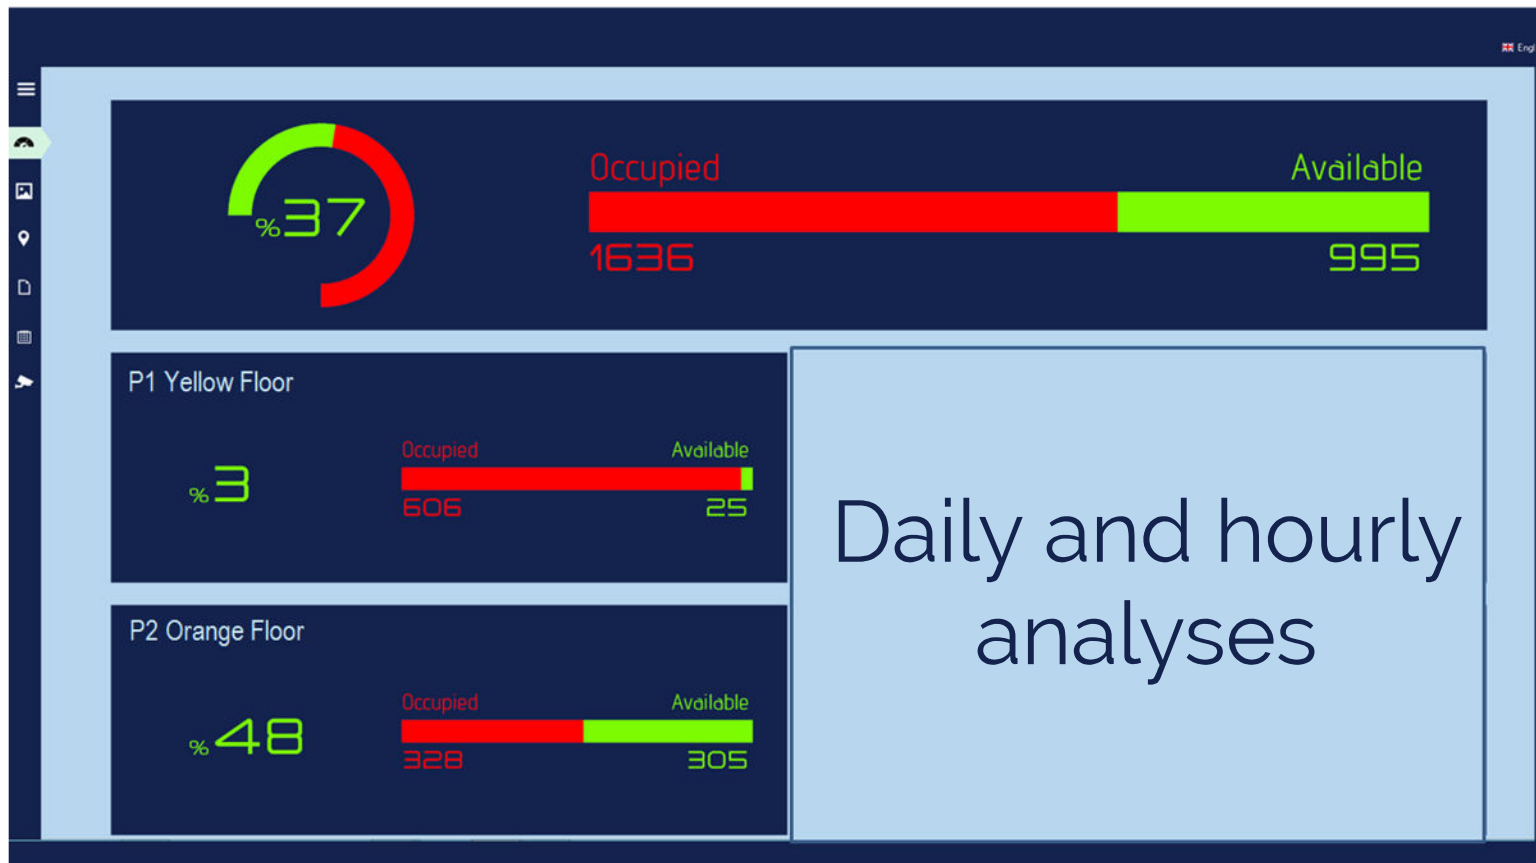 Engl
%37
Occupied
Available
1636
995
P1 Yellow Floor
%3
Occupied
Available
606
25
P2 Orange Floor
%48
Occupied
Available
328
305
Daily and hourly
analyses